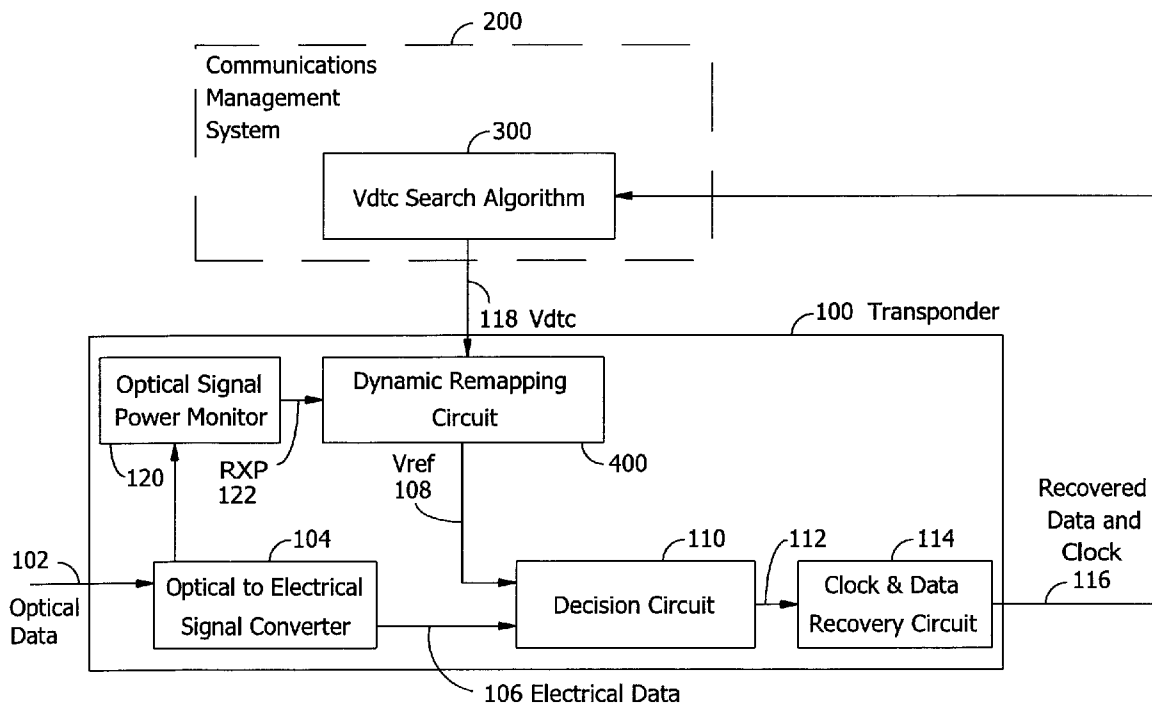 200
Communications
Management
System
300
Vdtc Search Algorithm
118 Vdtc
100 Transponder
Optical Signal
Power Monitor
Dynamic Remapping
Circuit
120
RXP
122
Vref
108
400
Recovered
Data and
Clock
116
102
Optical
Data
104
Optical to Electrical
Signal Converter
110
Decision Circuit
112
114
Clock & Data
Recovery Circuit
106 Electrical Data